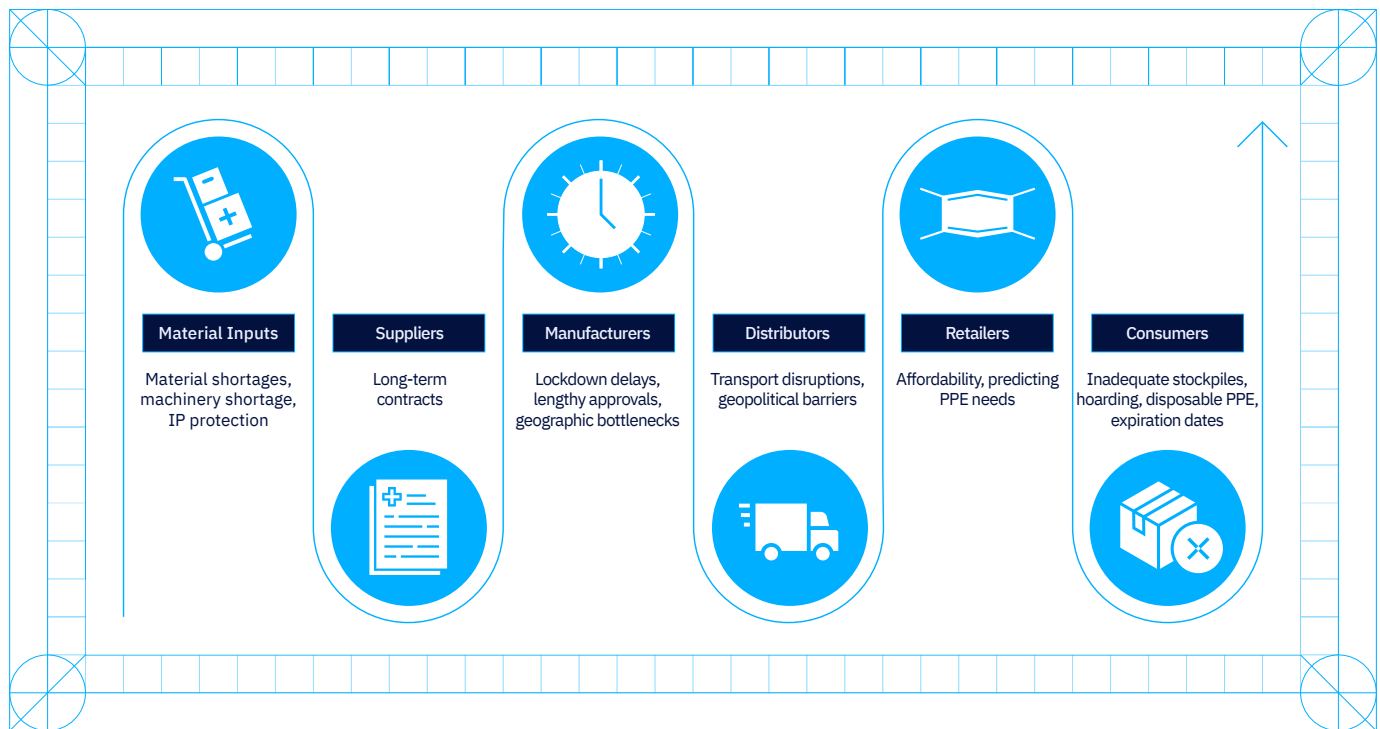 Material Inputs
Material shortages,
machinery shortage,
IP protection
Suppliers
Long-term
contracts
Manufacturers
Lockdown delays,
lengthy approvals,
geographic bottlenecks
Distributors
Transport disruptions,
geopolitical barriers
Retailers
Affordability, predicting
PPE needs
Consumers
Inadequate stockpiles,
hoarding, disposable PPE,
expiration dates